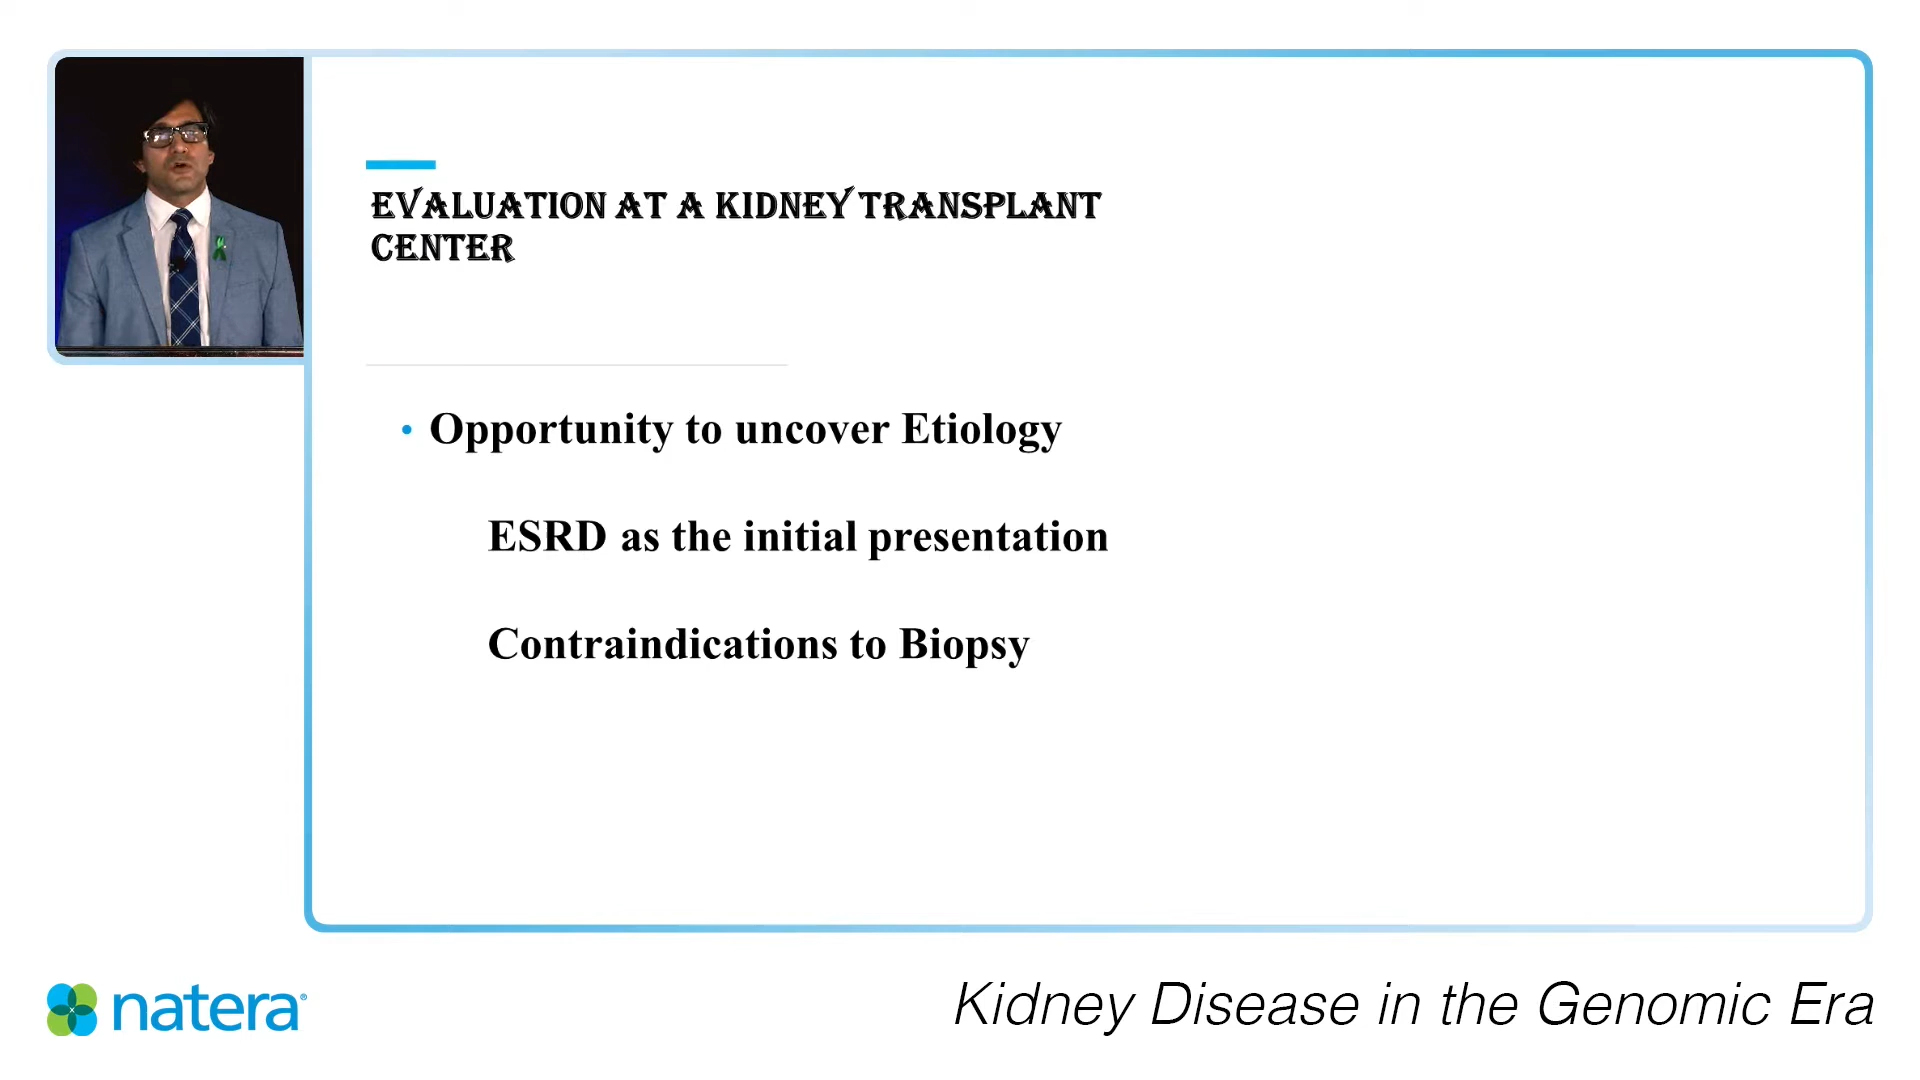 EVALUATION AT A KIDNEY TRANSPLANT
CENTER
• Opportunity to uncover Etiology
ESRD as the initial presentation
Contraindications to Biopsy
natera®
Kidney Disease in the Genomic Era